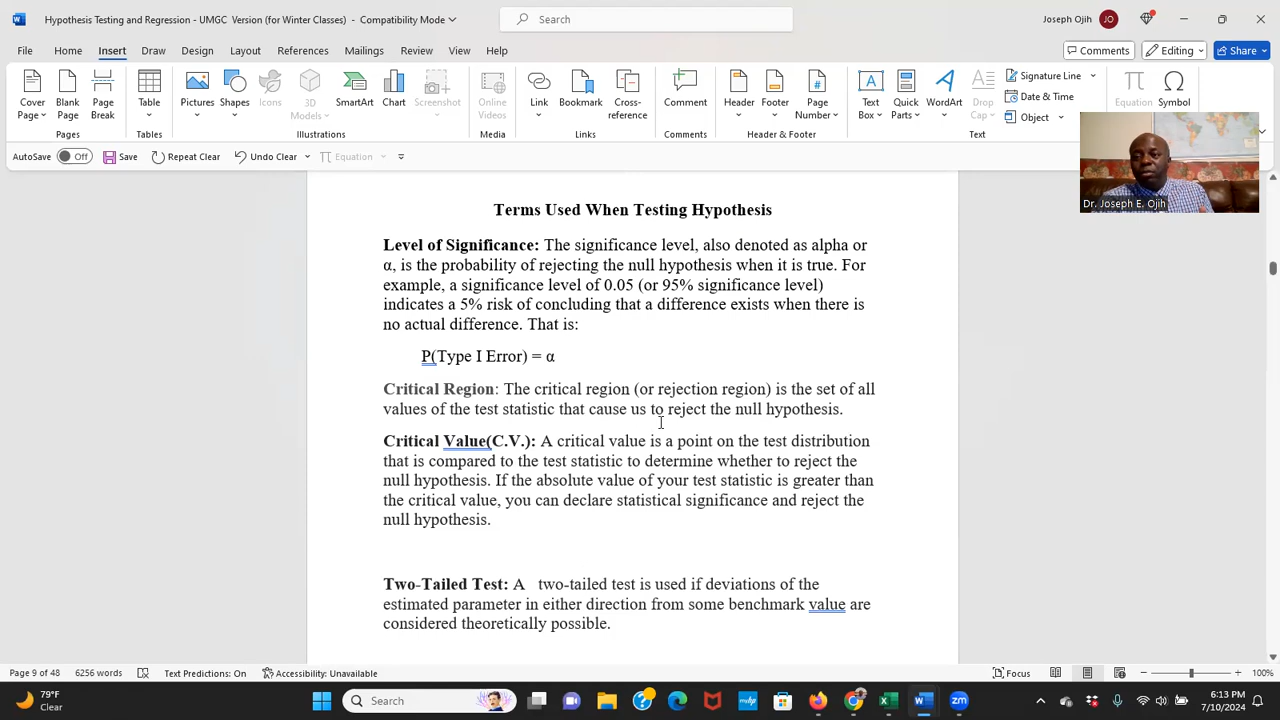 Hypothesis Testing and Regression - UMGC Version (for Winter Classes) - Compatibility Mode
Search
Joseph Ojih
JO
File Home Insert Draw Design Layout References Mailings Review View Help
Comments
Editing
Share
Cover Page
Blank Page
Page Break
Table
Pictures
Shapes
Icons
3D Models
SmartArt
Chart
Screenshot
Online Videos
Link
Bookmark
Cross-reference
Comment
Header
Footer
Page Number
Text Box
Quick Parts
WordArt
Drop Cap
Signature Line
Date & Time
Object
Equation
Symbol
Pages
Tables
Illustrations
Media
Links
Comments
Header & Footer
Text
AutoSave Off Save Repeat Clear Undo Clear Equation
Dr. Joseph E. Ojih
Terms Used When Testing Hypothesis
Level of Significance: The significance level, also denoted as alpha or
α, is the probability of rejecting the null hypothesis when it is true. For
example, a significance level of 0.05 (or 95% significance level)
indicates a 5% risk of concluding that a difference exists when there is
no actual difference. That is:
P(Type I Error) = α
Critical Region: The critical region (or rejection region) is the set of all
values of the test statistic that cause us to reject the null hypothesis.
Critical Value(C.V.): A critical value is a point on the test distribution
that is compared to the test statistic to determine whether to reject the
null hypothesis. If the absolute value of your test statistic is greater than
the critical value, you can declare statistical significance and reject the
null hypothesis.
Two-Tailed Test: A two-tailed test is used if deviations of the
estimated parameter in either direction from some benchmark value are
considered theoretically possible.
Page 9 of 48 6256 words Text Predictions: On Accessibility: Unavailable
Focus
100%
79°F
Clear
Search
6:13 PM
7/10/2024